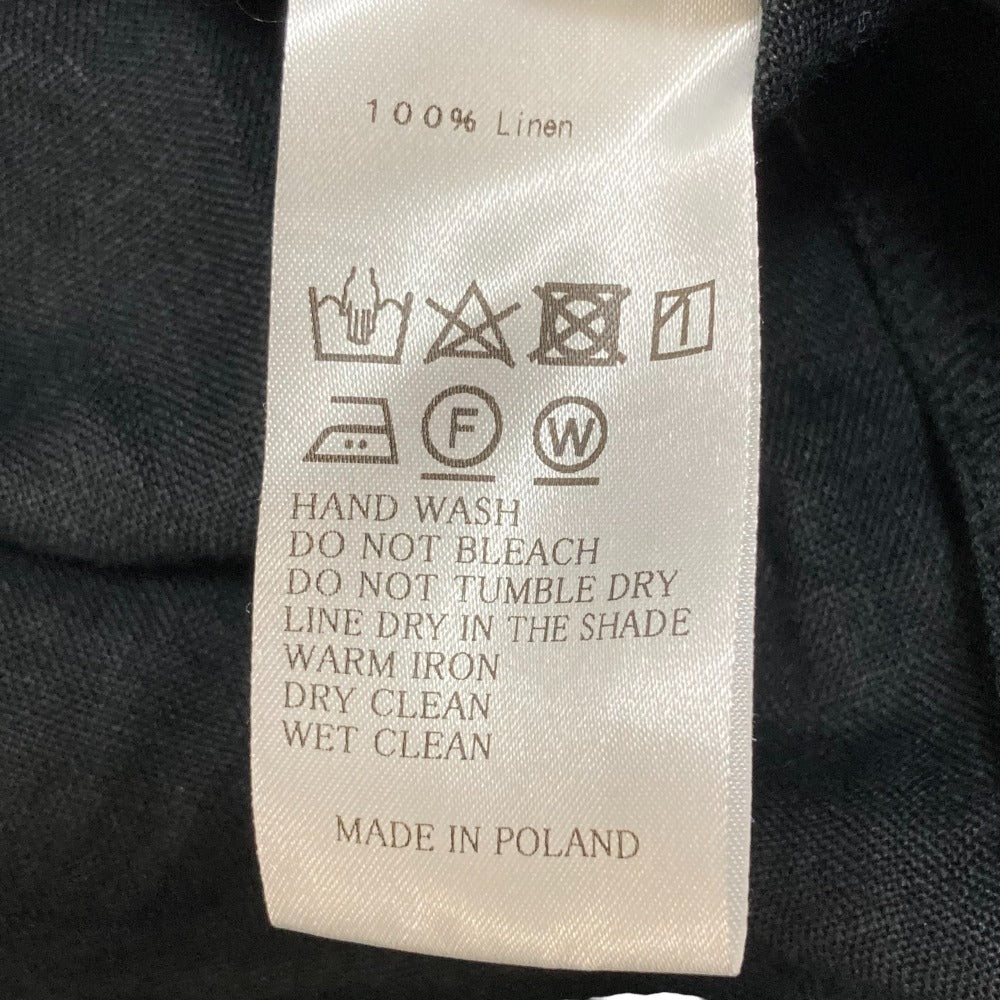 100% Linen
F W
HAND WASH
DO NOT BLEACH
DO NOT TUMBLE DRY
LINE DRY IN THE SHADE
WARM IRON
DRY CLEAN
WET CLEAN
MADE IN POLAND